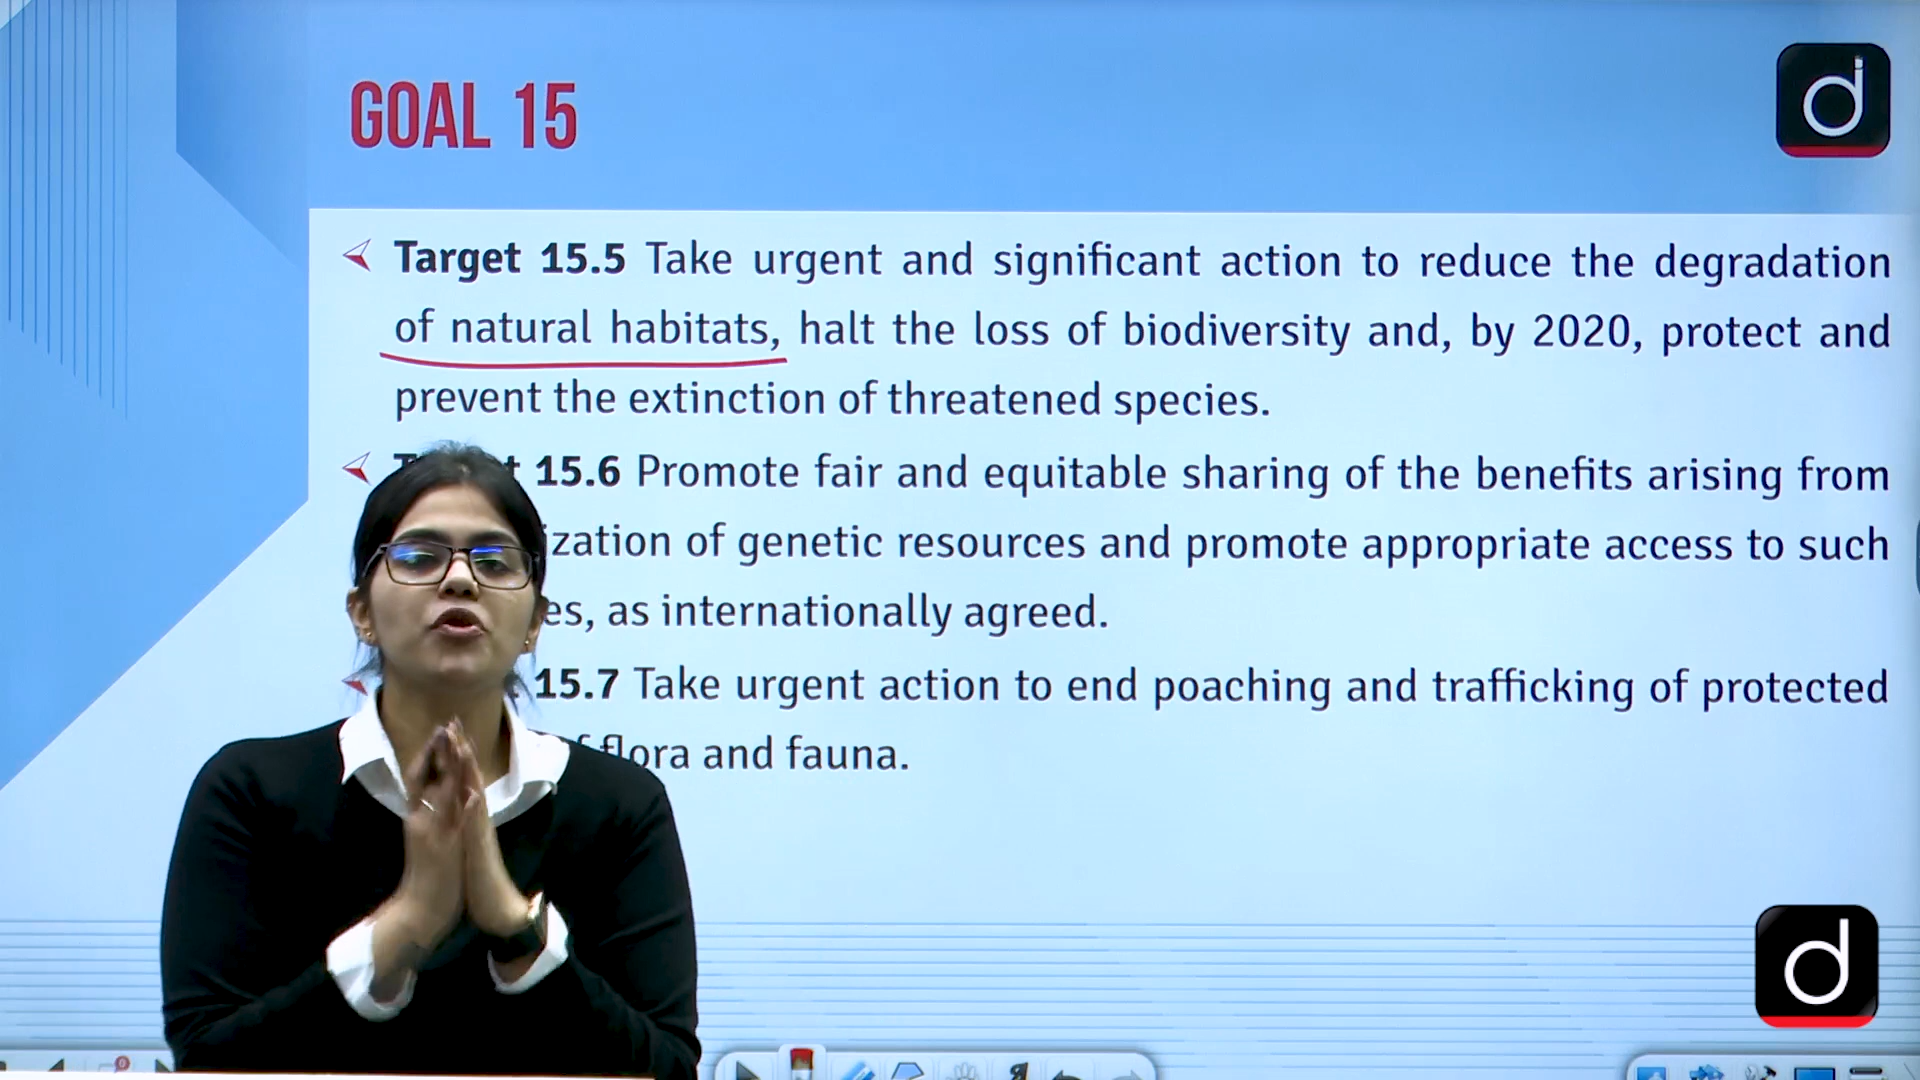 GOAL 15
d
Target 15.5 Take urgent and significant action to reduce the degradation
of natural habitats, halt the loss of biodiversity and, by 2020, protect and
prevent the extinction of threatened species.
15.6 Promote fair and equitable sharing of the benefits arising from
of genetic resources and promote appropriate access to such
as internationally agreed.
15.7 Take urgent action to end poaching and trafficking of protected
flora and fauna.
d